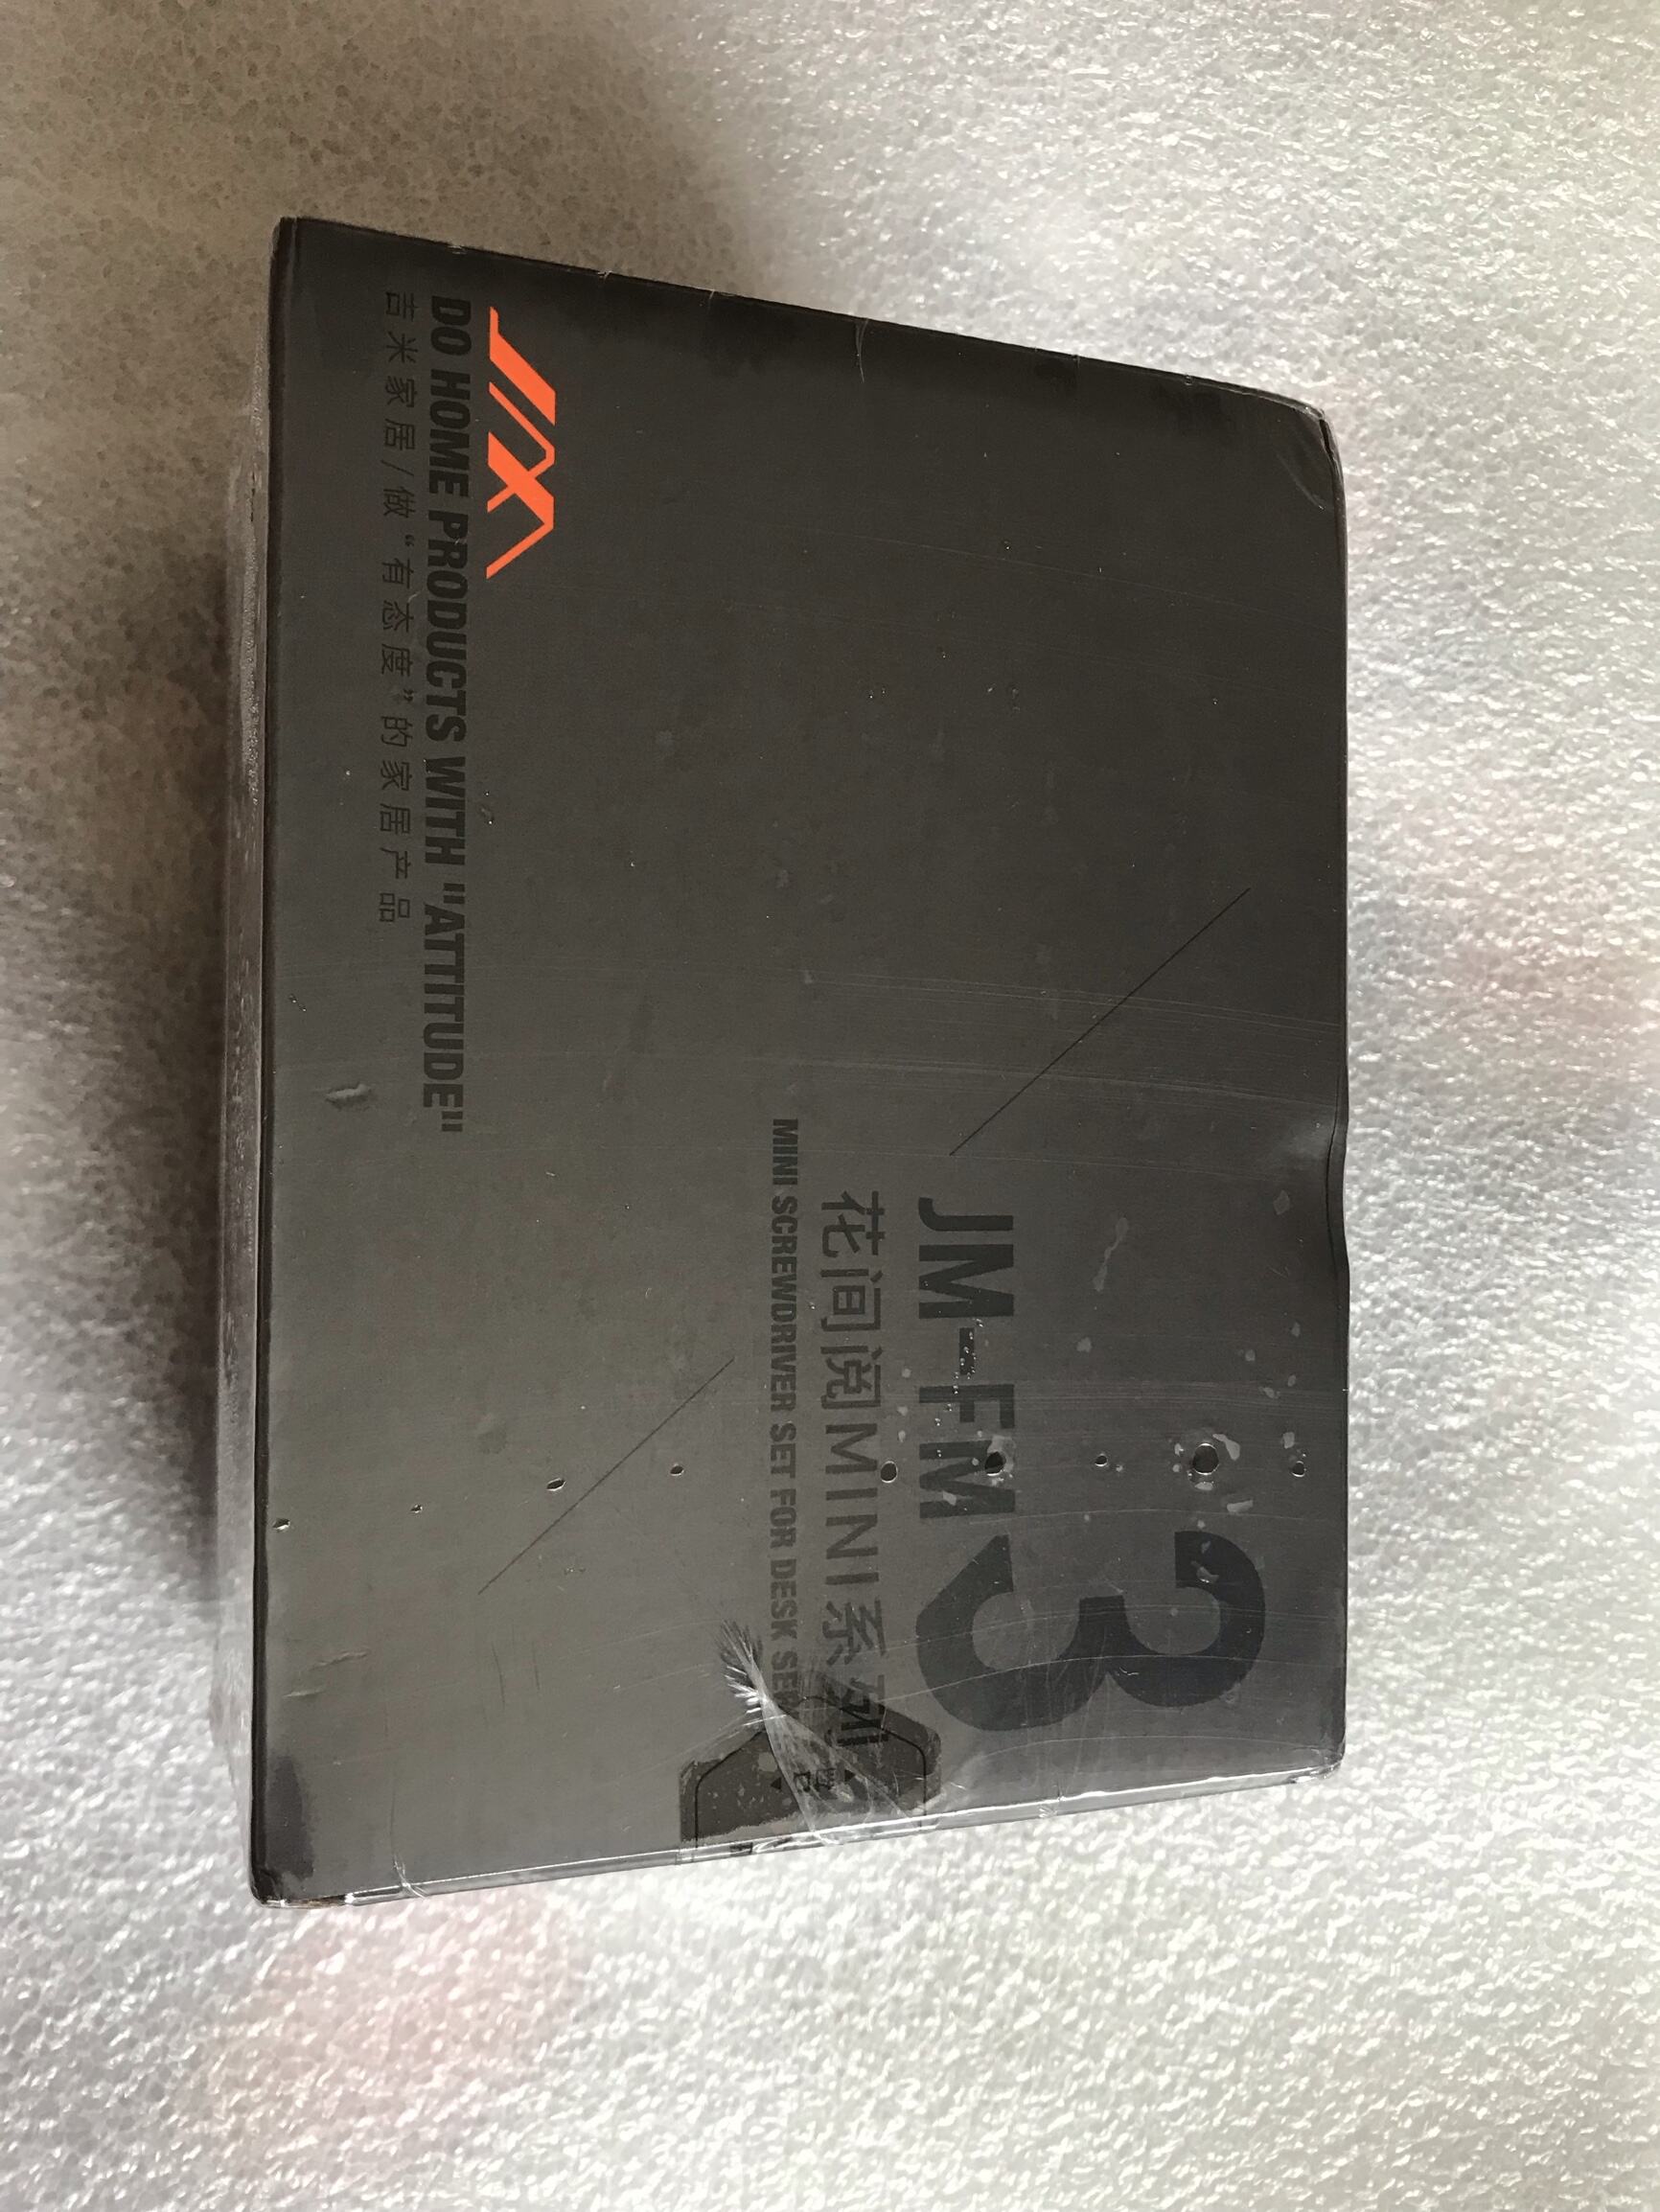 DO HOME PRODUCTS WITH "ATTITUDE"
吉米家居/做“有态度”的家居产品
JM-FM3
花间阅MINI系列
MINI SCREWDRIVER SET FOR DESK